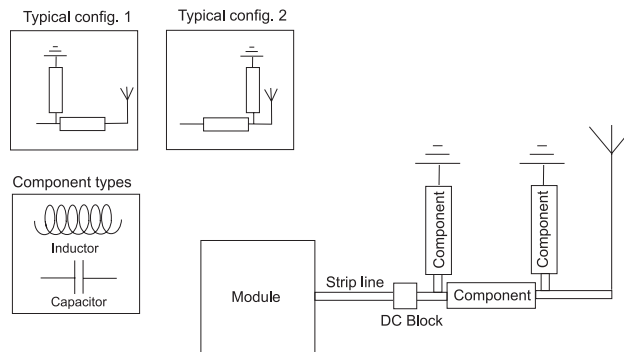 Typical config. 1
Typical config. 2
Component types
Inductor
Capacitor
Module
Strip line
DC Block
Component
Component
Component